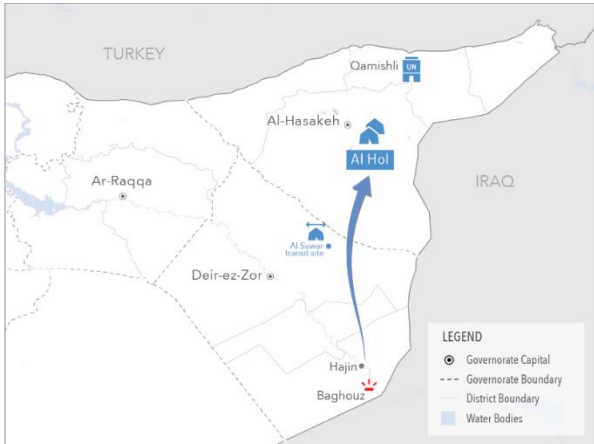 TURKEY
Qamishli
UN
Al-Hasakeh
Al Hol
IRAQ
Ar-Raqqa
Al Suwar
transit site
Deir-ez-Zor
Hajin
Baghouz
LEGEND
Governorate Capital
Governorate Boundary
District Boundary
Water Bodies